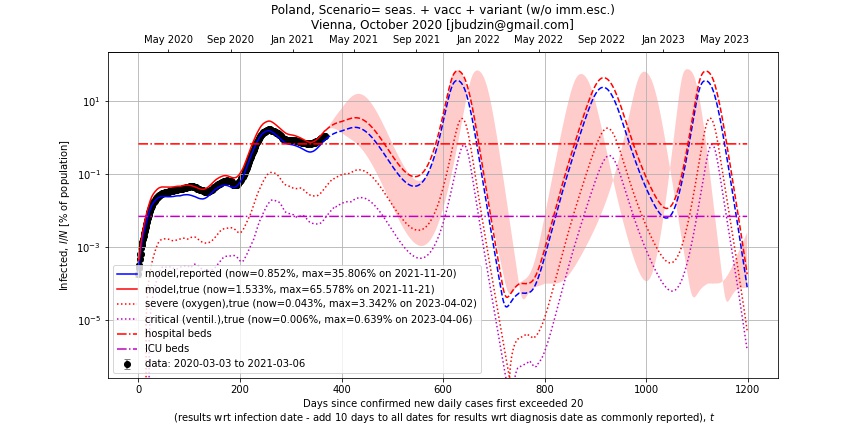 Poland, Scenario= seas. + vacc + variant (w/o imm.esc.)
Vienna, October 2020 [jbudzin@gmail.com]
May 2020 Sep 2020 Jan 2021 May 2021 Sep 2021 Jan 2022 May 2022 Sep 2022 Jan 2023 May 2023
10¹
10⁻¹
10⁻³
10⁻⁵
Infected, I/N [% of population]
model,reported (now=0.852%, max=35.806% on 2021-11-20)
model,true (now=1.533%, max=65.578% on 2021-11-21)
severe (oxygen),true (now=0.043%, max=3.342% on 2023-04-02)
critical (ventil.),true (now=0.006%, max=0.639% on 2023-04-06)
hospital beds
ICU beds
data: 2020-03-03 to 2021-03-06
0 200 400 600 800 1000 1200
Days since confirmed new daily cases first exceeded 20
(results wrt infection date - add 10 days to all dates for results wrt diagnosis date as commonly reported), t